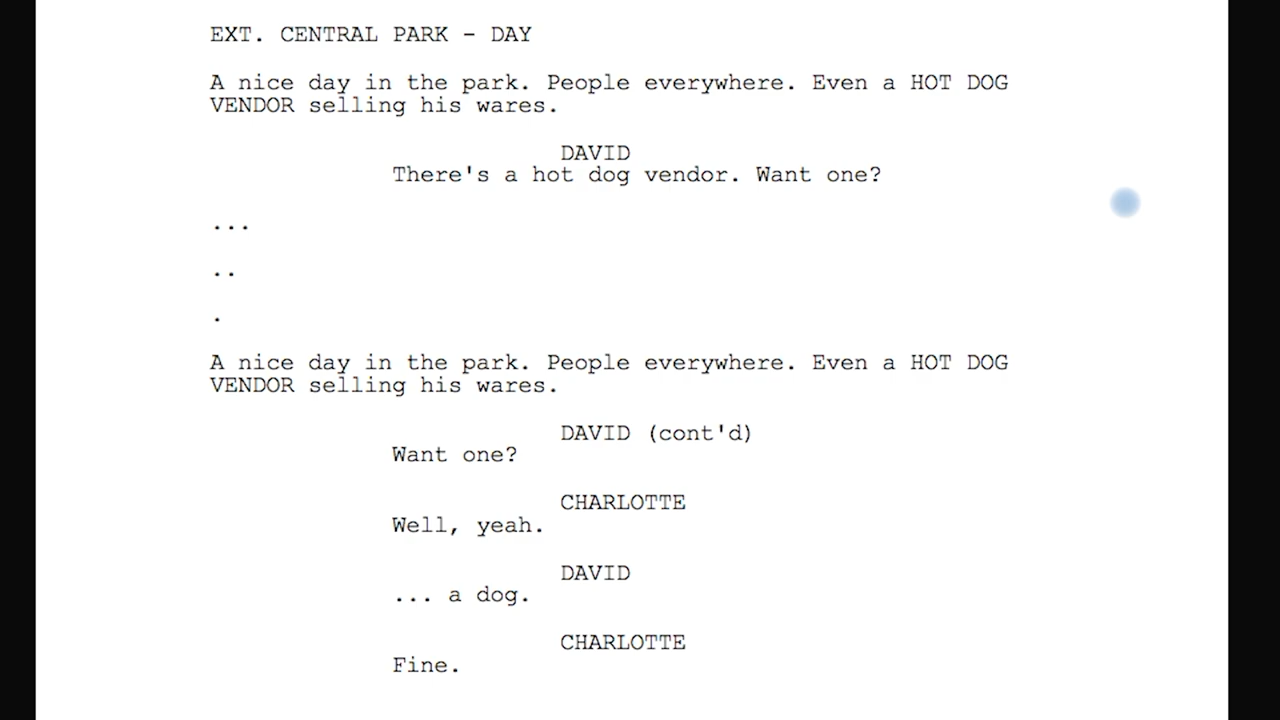 EXT. CENTRAL PARK - DAY
A nice day in the park. People everywhere. Even a HOT DOG
VENDOR selling his wares.
DAVID
There's a hot dog vendor. Want one?
...
..
.
A nice day in the park. People everywhere. Even a HOT DOG
VENDOR selling his wares.
DAVID (cont'd)
Want one?
CHARLOTTE
Well, yeah.
DAVID
... a dog.
CHARLOTTE
Fine.